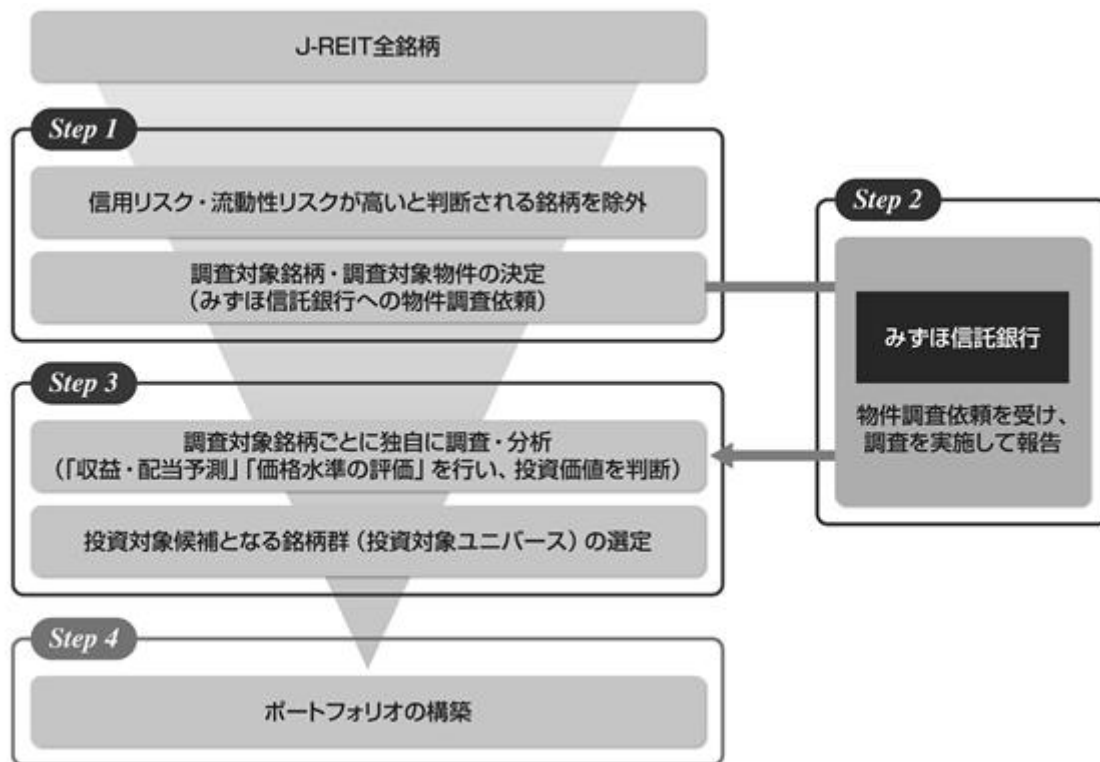 J-REIT全銘柄
Step 1
信用リスク・流動性リスクが高いと判断される銘柄を除外
調査対象銘柄・調査対象物件の決定
(みずほ信託銀行への物件調査依頼)
Step 2
みずほ信託銀行
物件調査依頼を受け、
調査を実施して報告
Step 3
調査対象銘柄ごとに独自に調査・分析
(「収益・配当予測」「価格水準の評価」を行い、投資価値を判断)
投資対象候補となる銘柄群(投資対象ユニバース)の選定
Step 4
ポートフォリオの構築